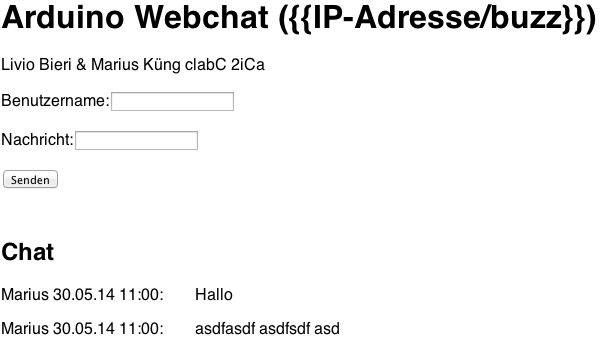 Arduino Webchat ({{IP-Adresse/buzz}})
Livio Bieri & Marius Küng clabC 2iCa
Benutzername:
Nachricht:
Senden
Chat
Marius 30.05.14 11:00: Hallo
Marius 30.05.14 11:00: asdfasdf asdfsdf asd